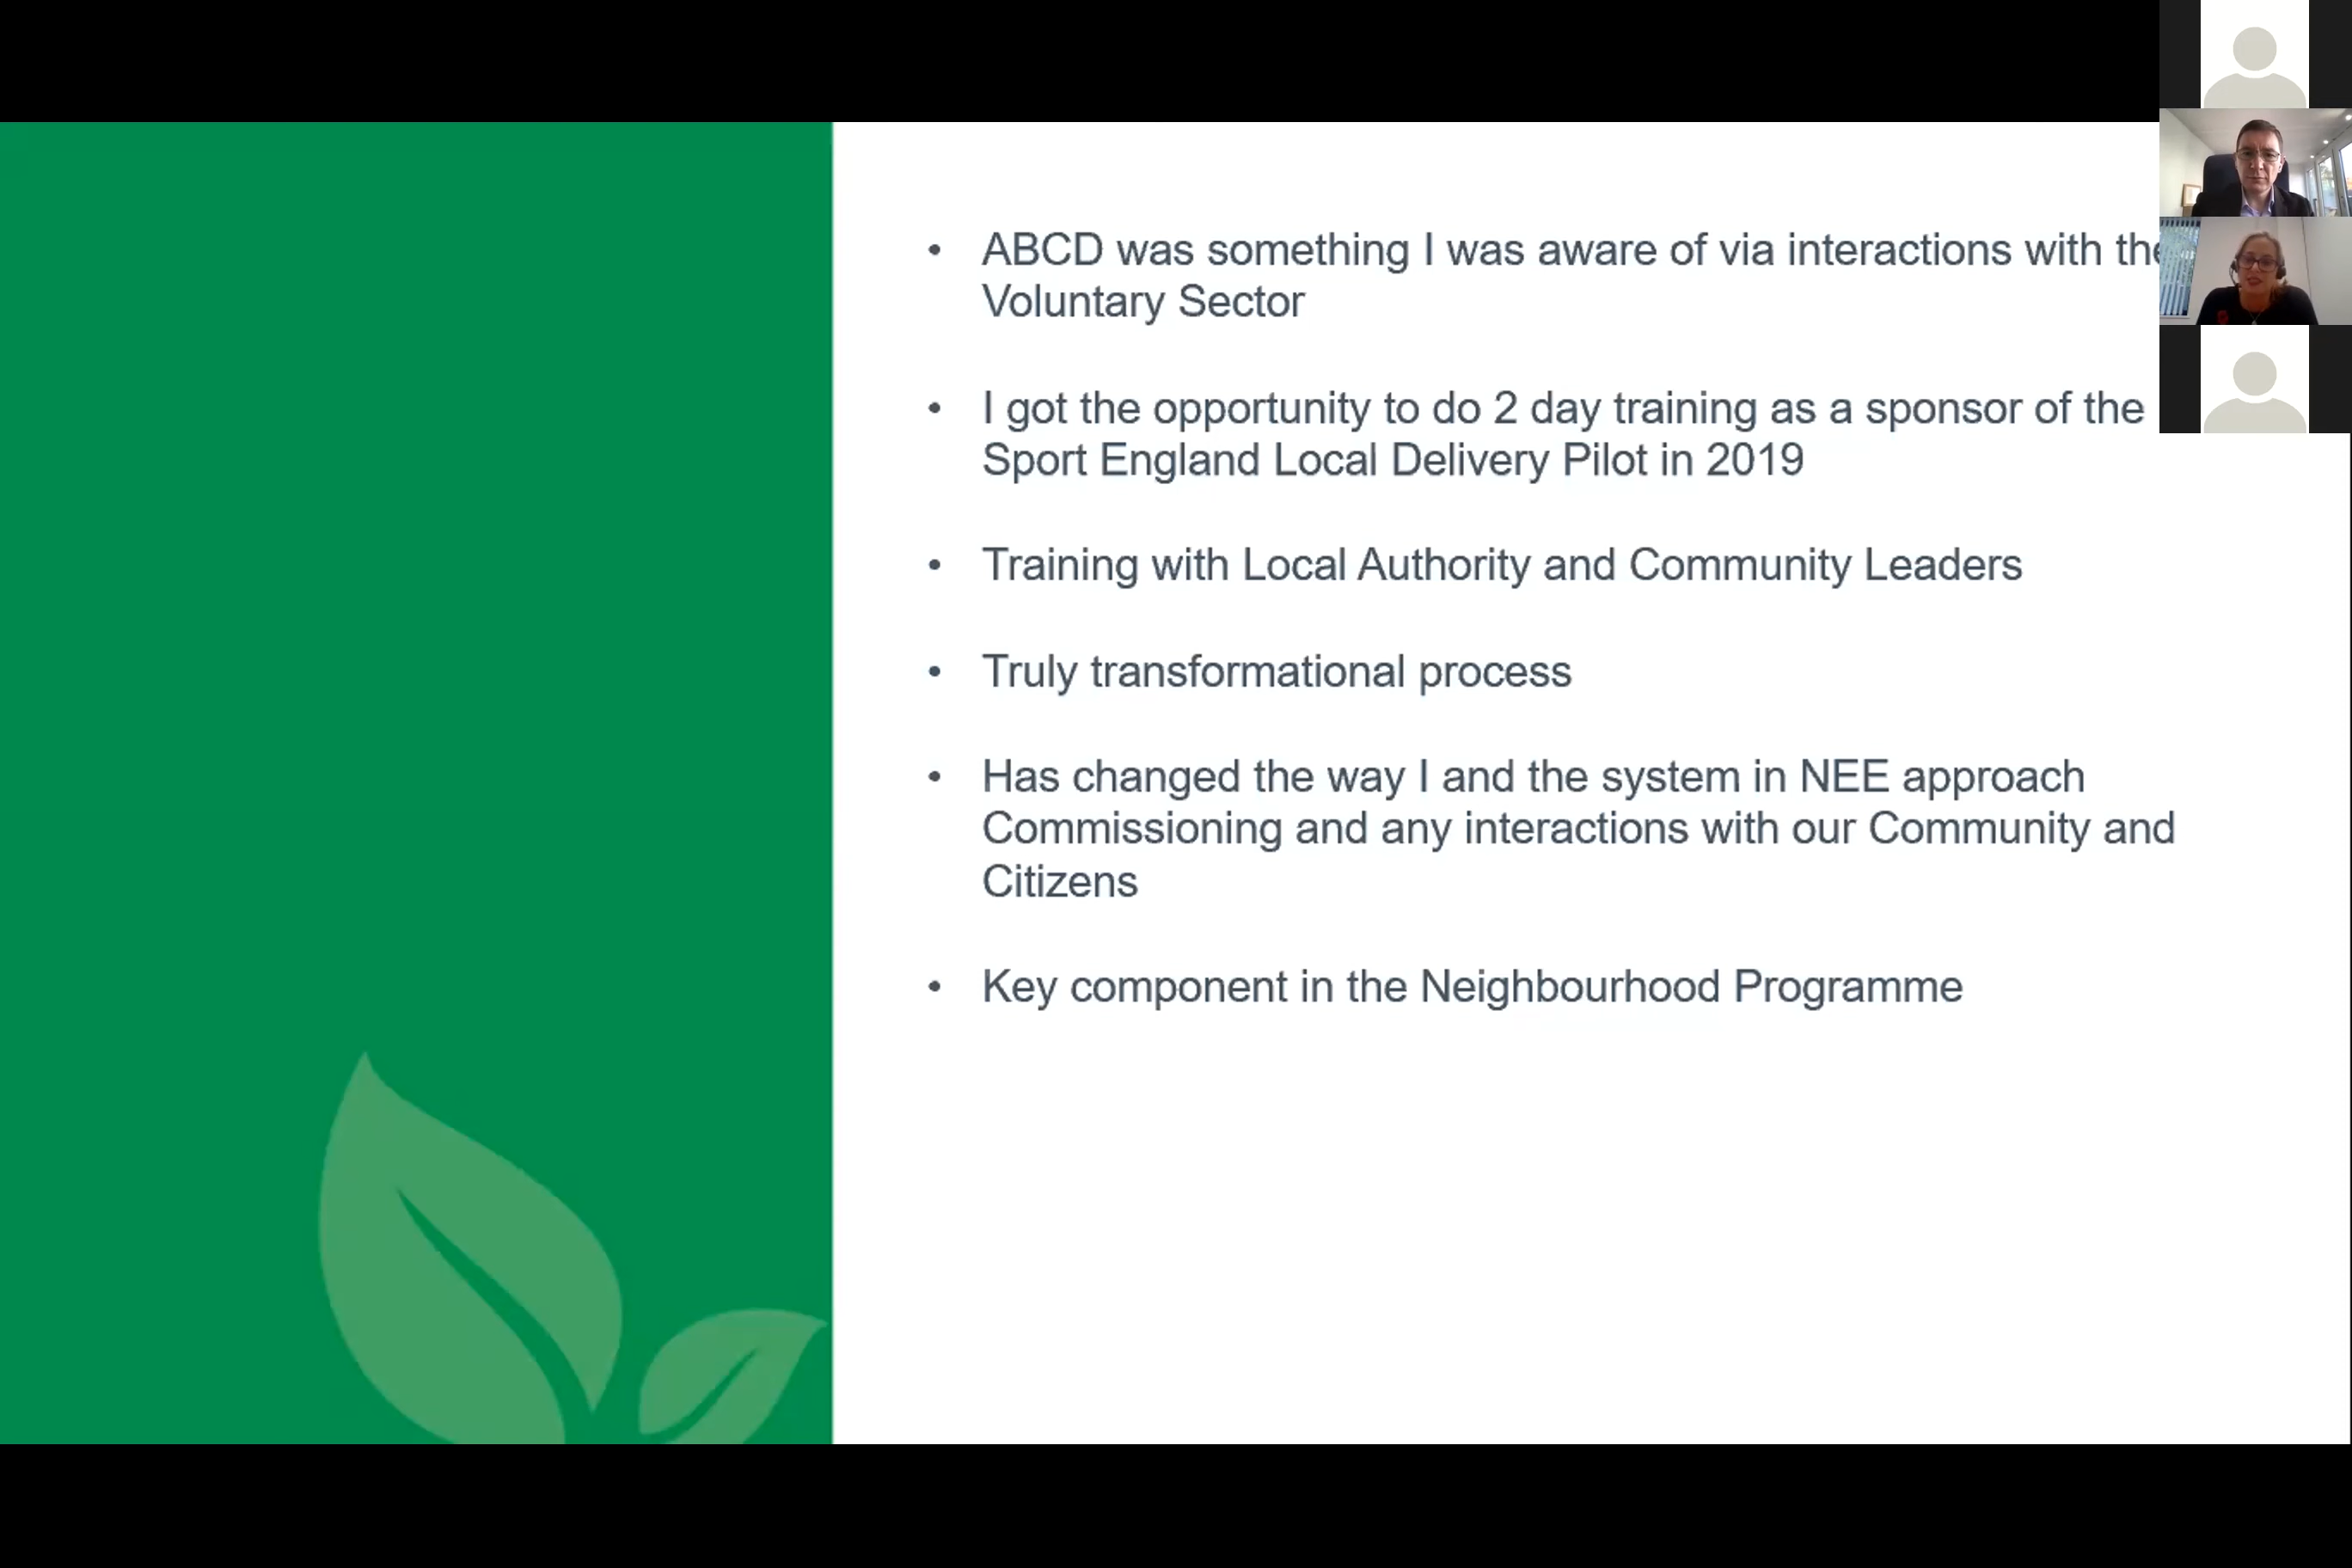 • ABCD was something I was aware of via interactions with the
Voluntary Sector
• I got the opportunity to do 2 day training as a sponsor of the
Sport England Local Delivery Pilot in 2019
• Training with Local Authority and Community Leaders
• Truly transformational process
• Has changed the way I and the system in NEE approach
Commissioning and any interactions with our Community and
Citizens
• Key component in the Neighbourhood Programme